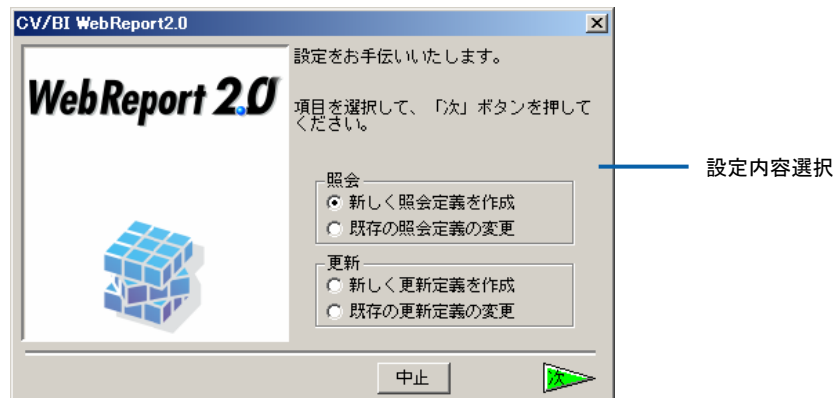 CV/BI WebReport2.0
WebReport 2.0
設定をお手伝いいたします。
項目を選択して、「次」ボタンを押して
ください。
照会
新しく照会定義を作成
既存の照会定義の変更
更新
新しく更新定義を作成
既存の更新定義の変更
中止
次
設定内容選択